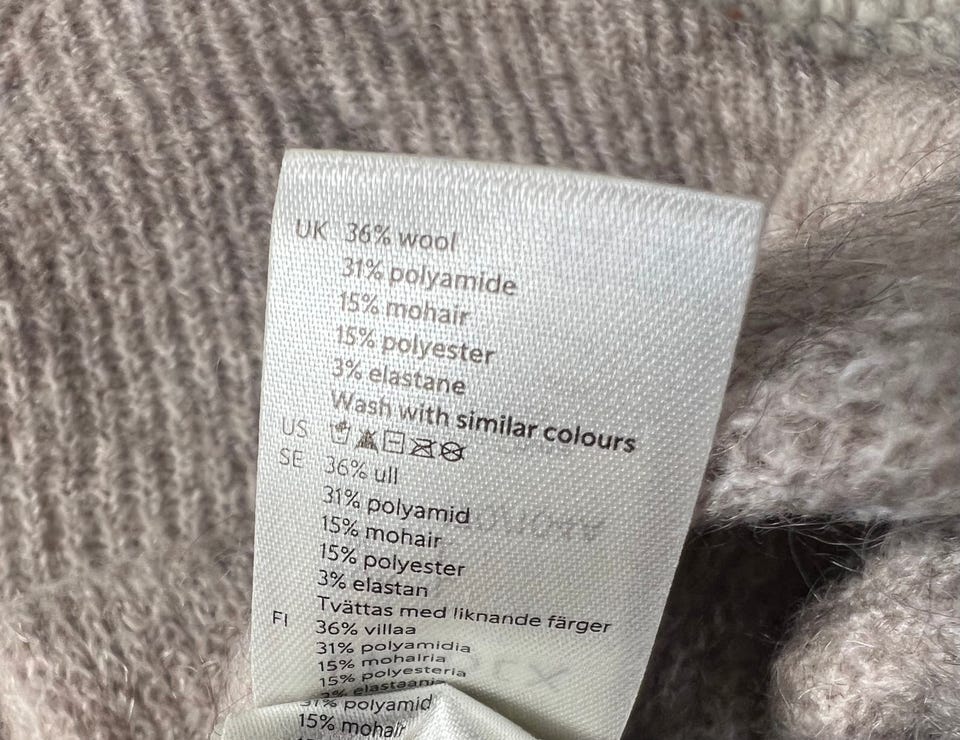 UK 36% wool
31% polyamide
15% mohair
15% polyester
3% elastane
Wash with similar colours
US
SE 36% ull
31% polyamid
15% mohair
15% polyester
3% elastan
Tvättas med liknande färger
FI 36% villaa
31% polyamidia
15% mohairia
15% polyesteria
3% elastaania
31% polyamid
15% mohair